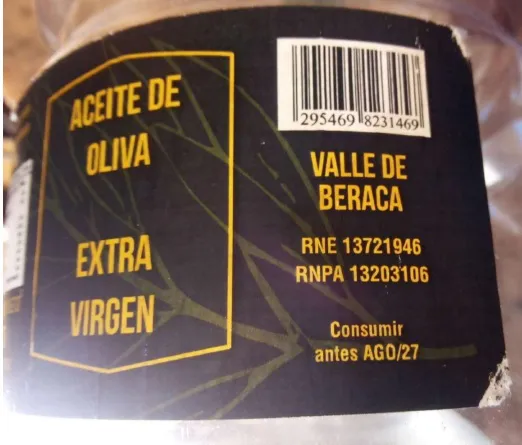 ACEITE DE
OLIVA
EXTRA
VIRGEN
295469 8231469
VALLE DE
BERACA
RNE 13721946
RNPA 13203106
Consumir
antes AGO/27